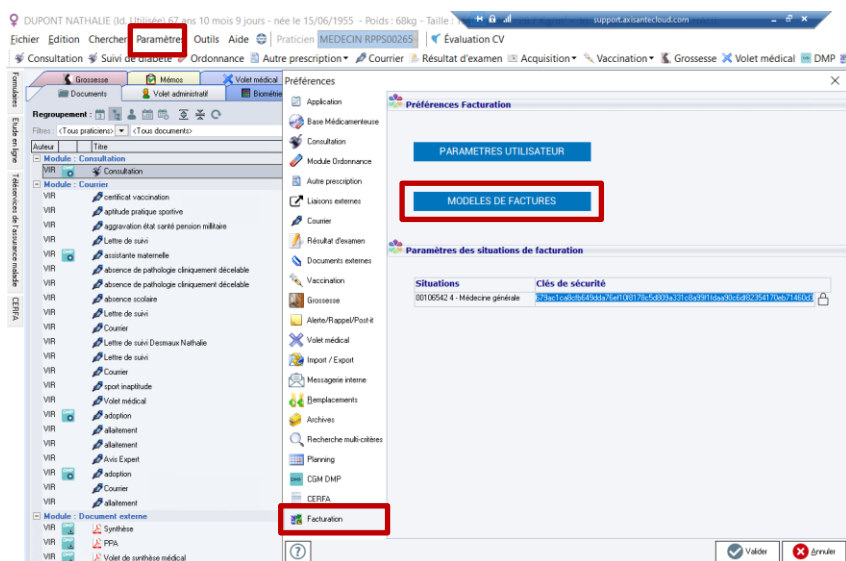 DUPONT NATHALIE (Id. Utilisée) 67 ans 10 mois 9 jours - née le 15/06/1955 - Poids : 68kg - Taille :
support.axisantecloud.com
Fichier Edition Chercher Paramètres Outils Aide Praticien MEDECIN RPPS00265 Évaluation CV
Consultation Suivi de diabète Ordonnance Autre prescription Courrier Résultat d'examen Acquisition Vaccination Grossesse Volet médical DMP
Formulaires
Etude en ligne
Téléservices de l'assurance maladie
CERFA
Grossesse Mémos Volet médical
Documents Volet administratif Biométrie
Regroupement :
Filtres : <Tous praticiens> <Tous documents>
Auteur Titre
Module : Consultation
VIR Consultation
Module : Courrier
VIR certificat vaccination
VIR aptitude pratique sportive
VIR aggravation état santé pension militaire
VIR Lettre de suivi
VIR assistante maternelle
VIR absence de pathologie cliniquement décelable
VIR absence de pathologie cliniquement décelable
VIR absence scolaire
VIR Lettre de suivi
VIR Courrier
VIR Lettre de suivi Desmaux Nathalie
VIR Lettre de suivi
VIR Courrier
VIR sport inaptitude
VIR Volet médical
VIR adoption
VIR allaitement
VIR allaitement
VIR Avis Expert
VIR adoption
VIR Courrier
VIR allaitement
Module : Document externe
VIR Synthèse
VIR PPA
VIR Volet de synthèse médical
Préférences
Application
Base Médicamenteuse
Consultation
Module Ordonnance
Autre prescription
Liaisons externes
Courrier
Résultat d'examen
Documents externes
Vaccination
Grossesse
Alerte/Rappel/Post-it
Volet médical
Import / Export
Messagerie interne
Remplacements
Archives
Recherche multi-critères
Planning
CGM DMP
CERFA
Facturation
Préférences Facturation
PARAMETRES UTILISATEUR
MODELES DE FACTURES
Paramètres des situations de facturation
Situations Clés de sécurité
00106542 4 - Médecine générale
Valider Annuler